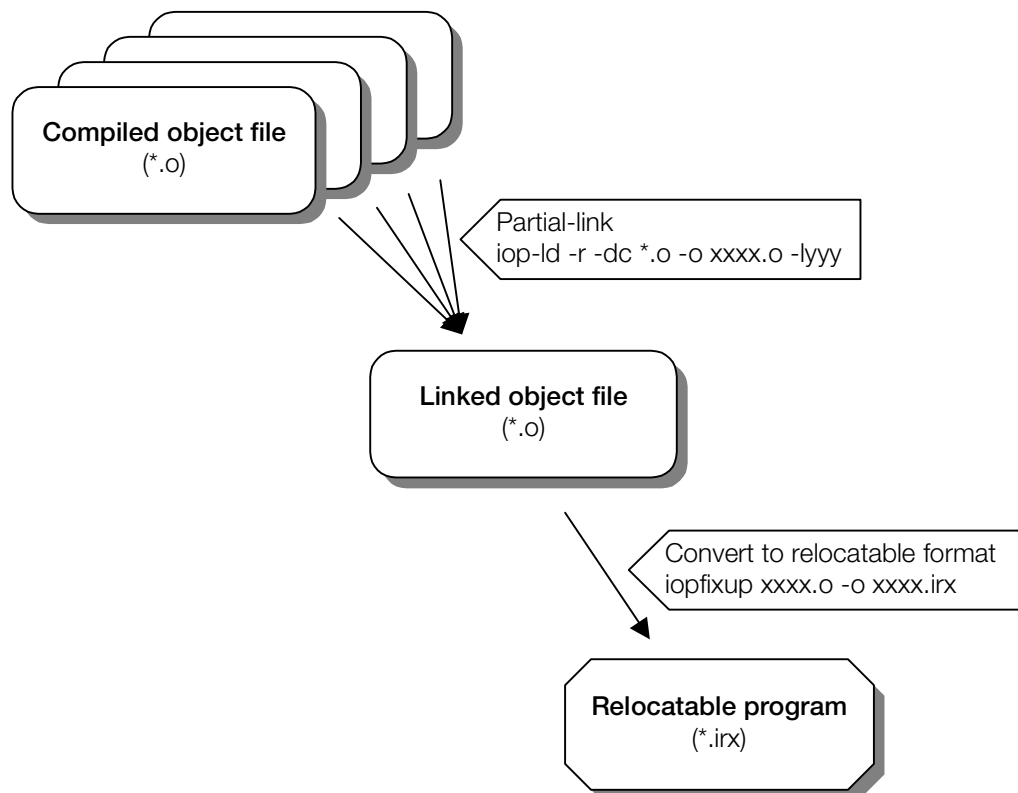 Compiled object file
(*.o)
Partial-link
iop-ld -r -dc *.o -o xxxx.o -lyyy
Linked object file
(*.o)
Convert to relocatable format
iopfixup xxxx.o -o xxxx.irx
Relocatable program
(*.irx)